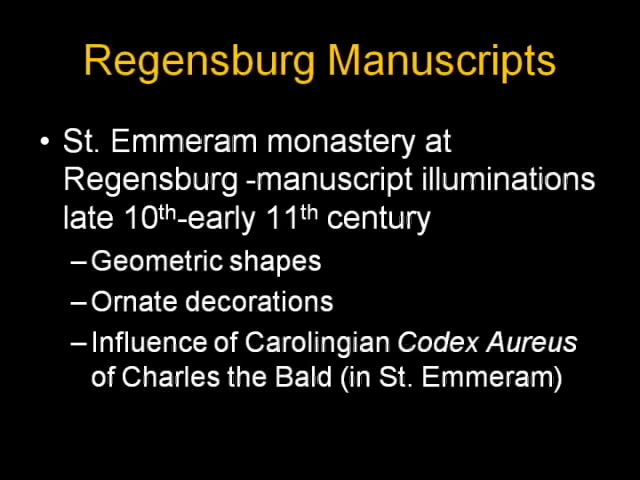 Regensburg Manuscripts
• St. Emmeram monastery at
Regensburg -manuscript illuminations
late 10th-early 11th century
–Geometric shapes
–Ornate decorations
–Influence of Carolingian Codex Aureus
of Charles the Bald (in St. Emmeram)